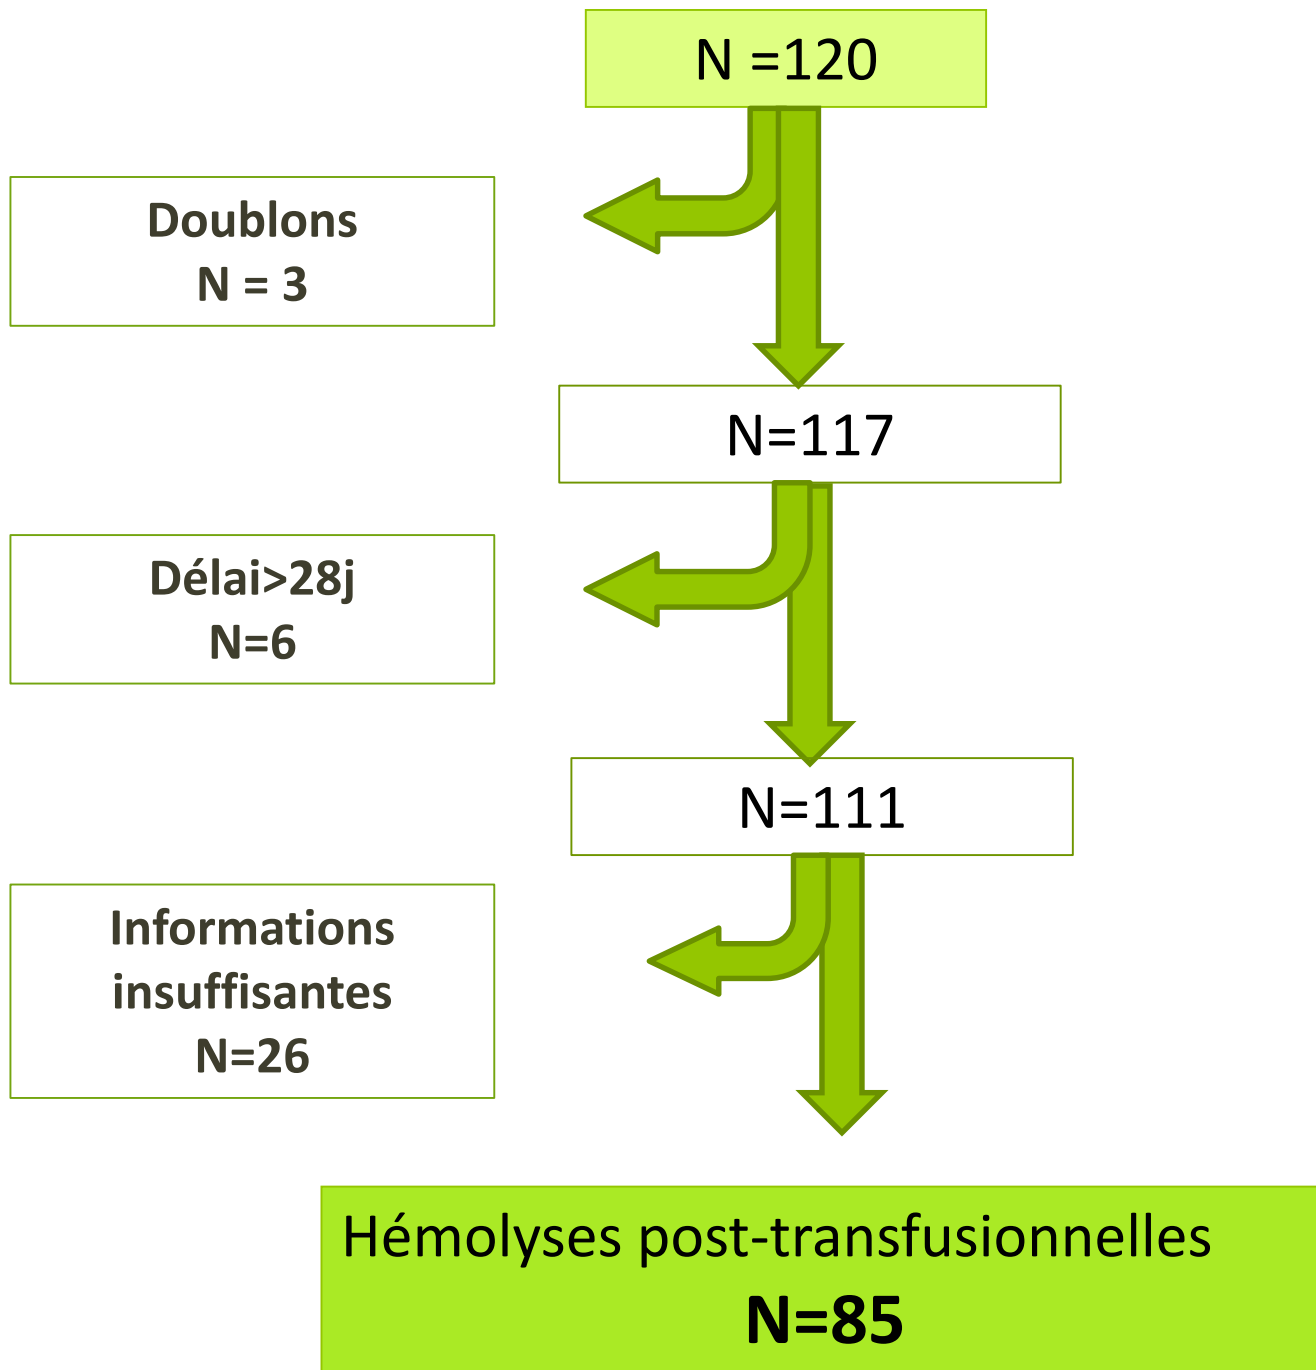 N =120
Doublons
N = 3
N=117
Délai>28j
N=6
N=111
Informations
insuffisantes
N=26
Hémolyses post-transfusionnelles
N=85